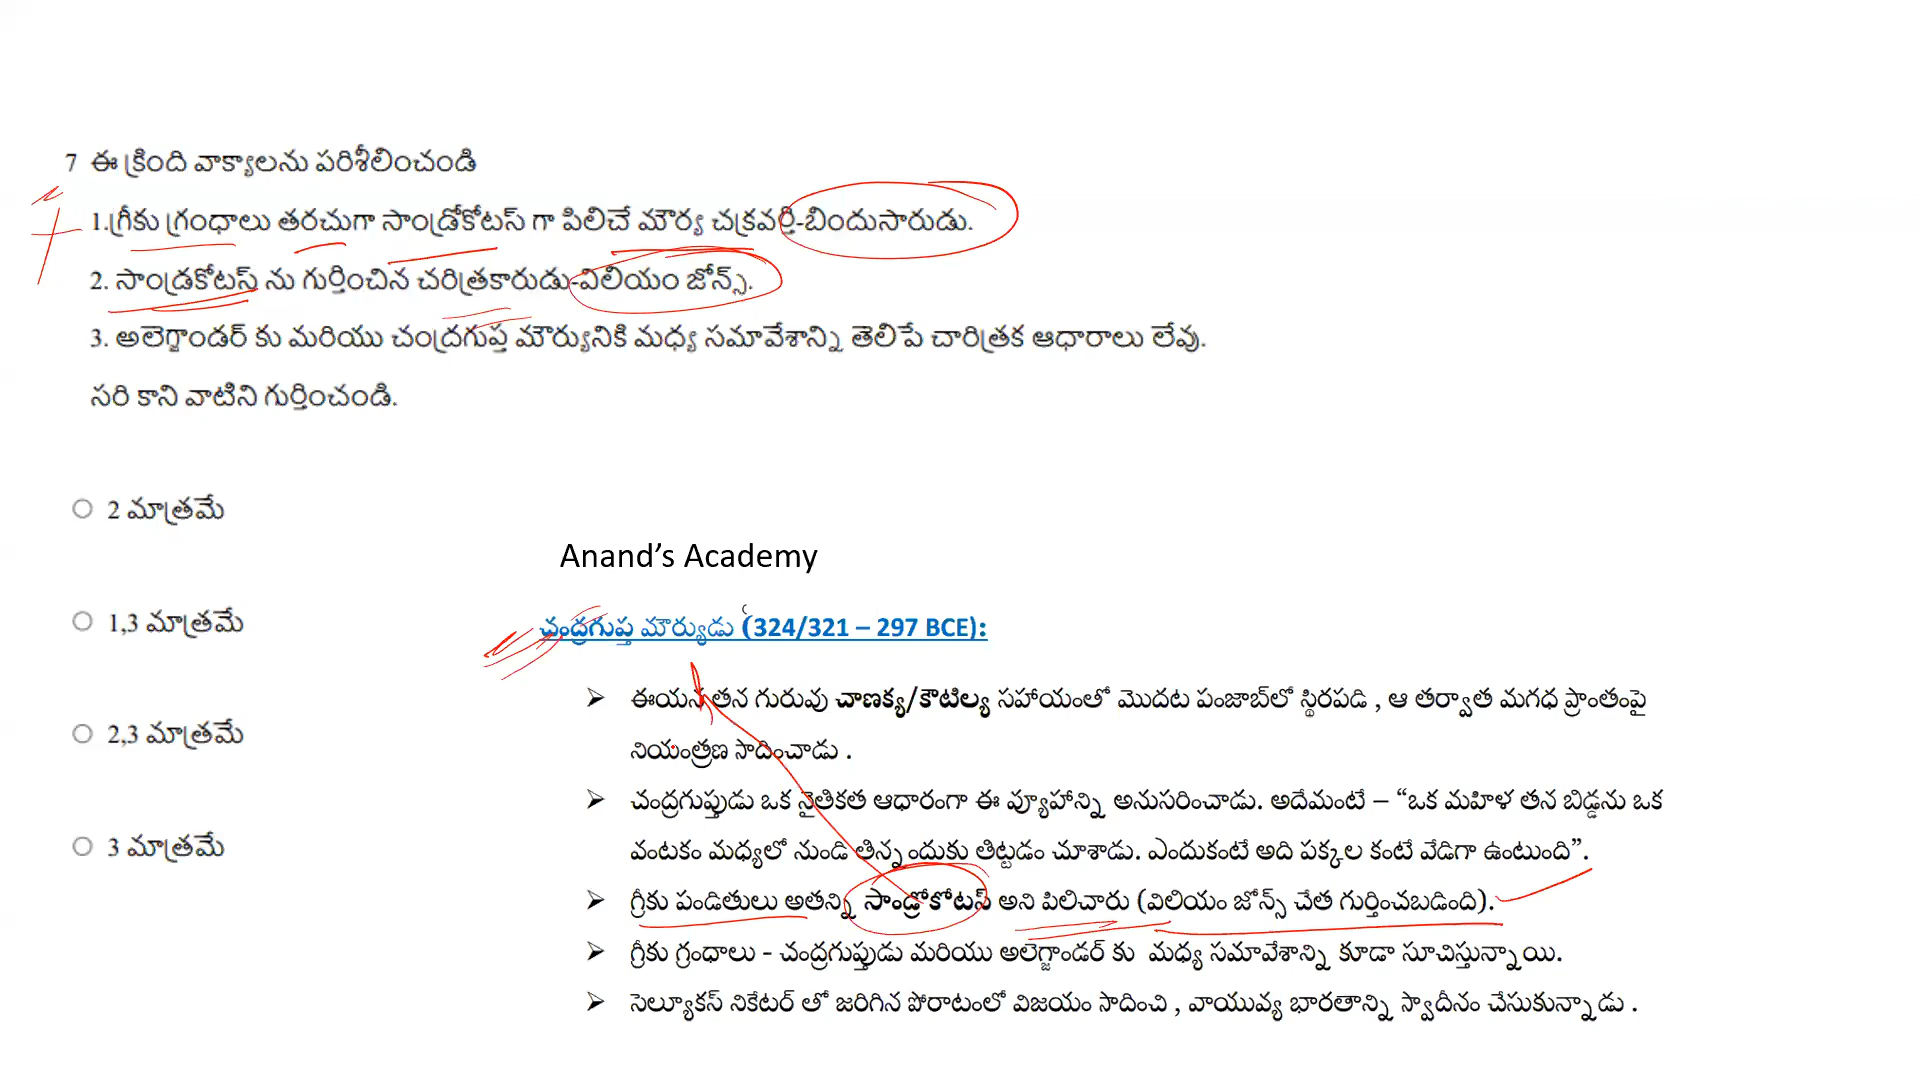 7 ఈ క్రింది వాక్యాలను పరిశీలించండి
1.గ్రీకు గ్రంధాలు తరచుగా సాండ్రోకోటస్ గా పిలిచే మౌర్య చక్రవర్తి-బిందుసారుడు.
2. సాండ్రకోటస్ ను గుర్తించిన చరిత్రకారుడు-విలియం జోన్స్.
3. అలెగ్జాండర్ కు మరియు చంద్రగుప్త మౌర్యునికి మధ్య సమావేశాన్ని తెలిపే చారిత్రక ఆధారాలు లేవు.
సరి కాని వాటిని గుర్తించండి.
2 మాత్రమే
1,3 మాత్రమే
2,3 మాత్రమే
3 మాత్రమే
Anand’s Academy
చంద్రగుప్త మౌర్యుడు (324/321 – 297 BCE):
ఈయన తన గురువు చాణక్య/కౌటిల్య సహాయంతో మొదట పంజాబ్‌లో స్థిరపడి , ఆ తర్వాత మగధ ప్రాంతంపై
నియంత్రణ సాదించాడు .
చంద్రగుప్తుడు ఒక నైతికత ఆధారంగా ఈ వ్యూహాన్ని అనుసరించాడు. అదేమంటే – “ఒక మహిళ తన బిడ్డను ఒక
వంటకం మధ్యలో నుండి తిన్నందుకు తిట్టడం చూశాడు. ఎందుకంటే అది పక్కల కంటే వేడిగా ఉంటుంది”.
గ్రీకు పండితులు అతన్ని సాండ్రోకోటస్ అని పిలిచారు (విలియం జోన్స్ చేత గుర్తించబడింది).
గ్రీకు గ్రంధాలు - చంద్రగుప్తుడు మరియు అలెగ్జాండర్ కు మధ్య సమావేశాన్ని కూడా సూచిస్తున్నాయి.
సెల్యూకస్ నికేటర్ తో జరిగిన పోరాటంలో విజయం సాదించి , వాయువ్య భారతాన్ని స్వాదీనం చేసుకున్నాడు .